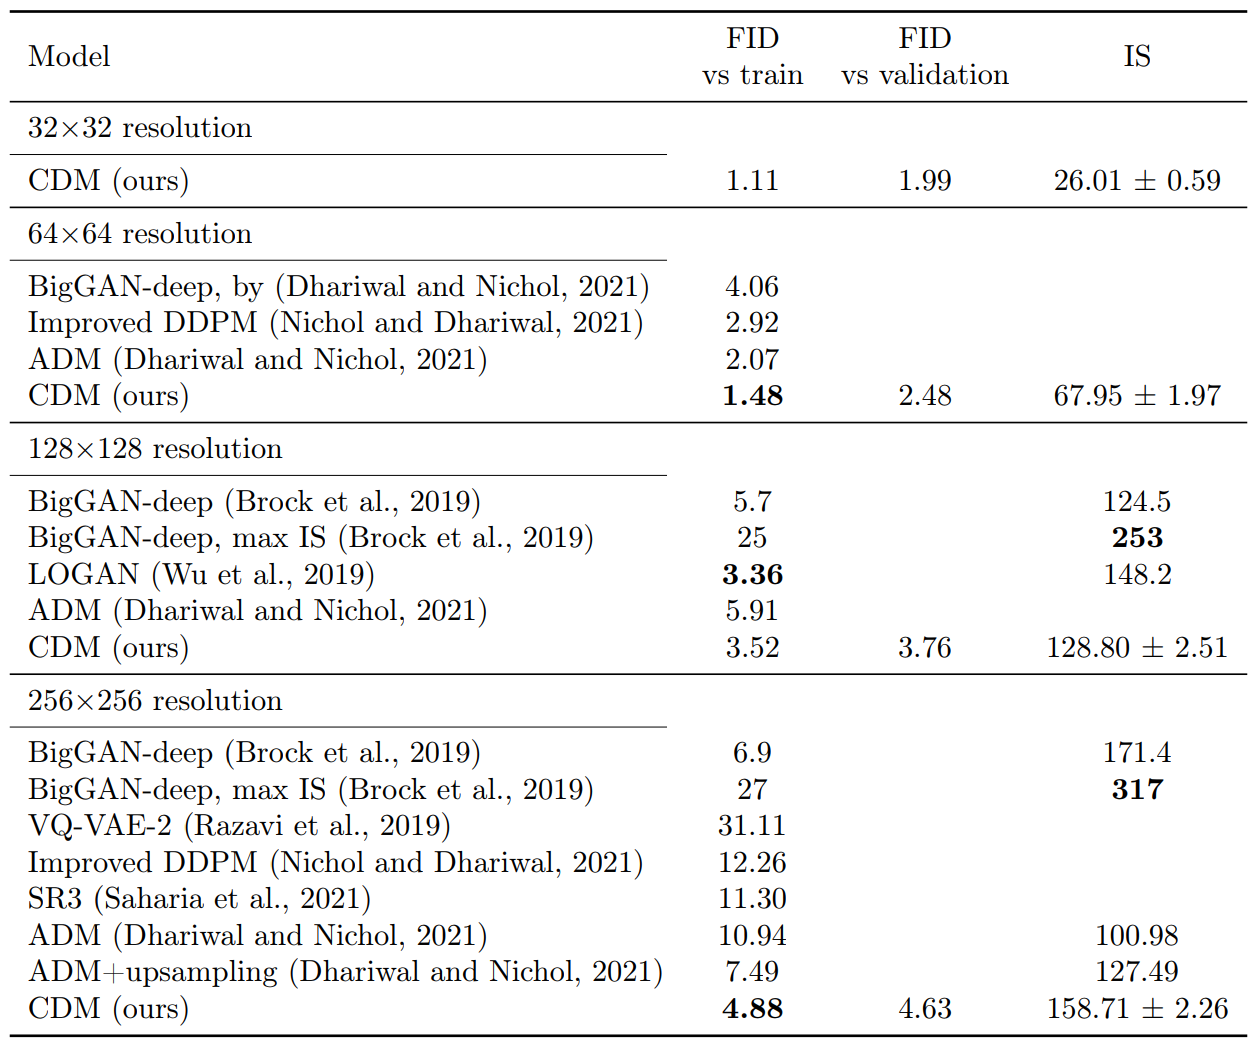 Model FID vs train FID vs validation IS
32×32 resolution
CDM (ours) 1.11 1.99 26.01 ± 0.59
64×64 resolution
BigGAN-deep, by (Dhariwal and Nichol, 2021) 4.06
Improved DDPM (Nichol and Dhariwal, 2021) 2.92
ADM (Dhariwal and Nichol, 2021) 2.07
CDM (ours) 1.48 2.48 67.95 ± 1.97
128×128 resolution
BigGAN-deep (Brock et al., 2019) 5.7 124.5
BigGAN-deep, max IS (Brock et al., 2019) 25 253
LOGAN (Wu et al., 2019) 3.36 148.2
ADM (Dhariwal and Nichol, 2021) 5.91
CDM (ours) 3.52 3.76 128.80 ± 2.51
256×256 resolution
BigGAN-deep (Brock et al., 2019) 6.9 171.4
BigGAN-deep, max IS (Brock et al., 2019) 27 317
VQ-VAE-2 (Razavi et al., 2019) 31.11
Improved DDPM (Nichol and Dhariwal, 2021) 12.26
SR3 (Saharia et al., 2021) 11.30
ADM (Dhariwal and Nichol, 2021) 10.94 100.98
ADM+upsampling (Dhariwal and Nichol, 2021) 7.49 127.49
CDM (ours) 4.88 4.63 158.71 ± 2.26